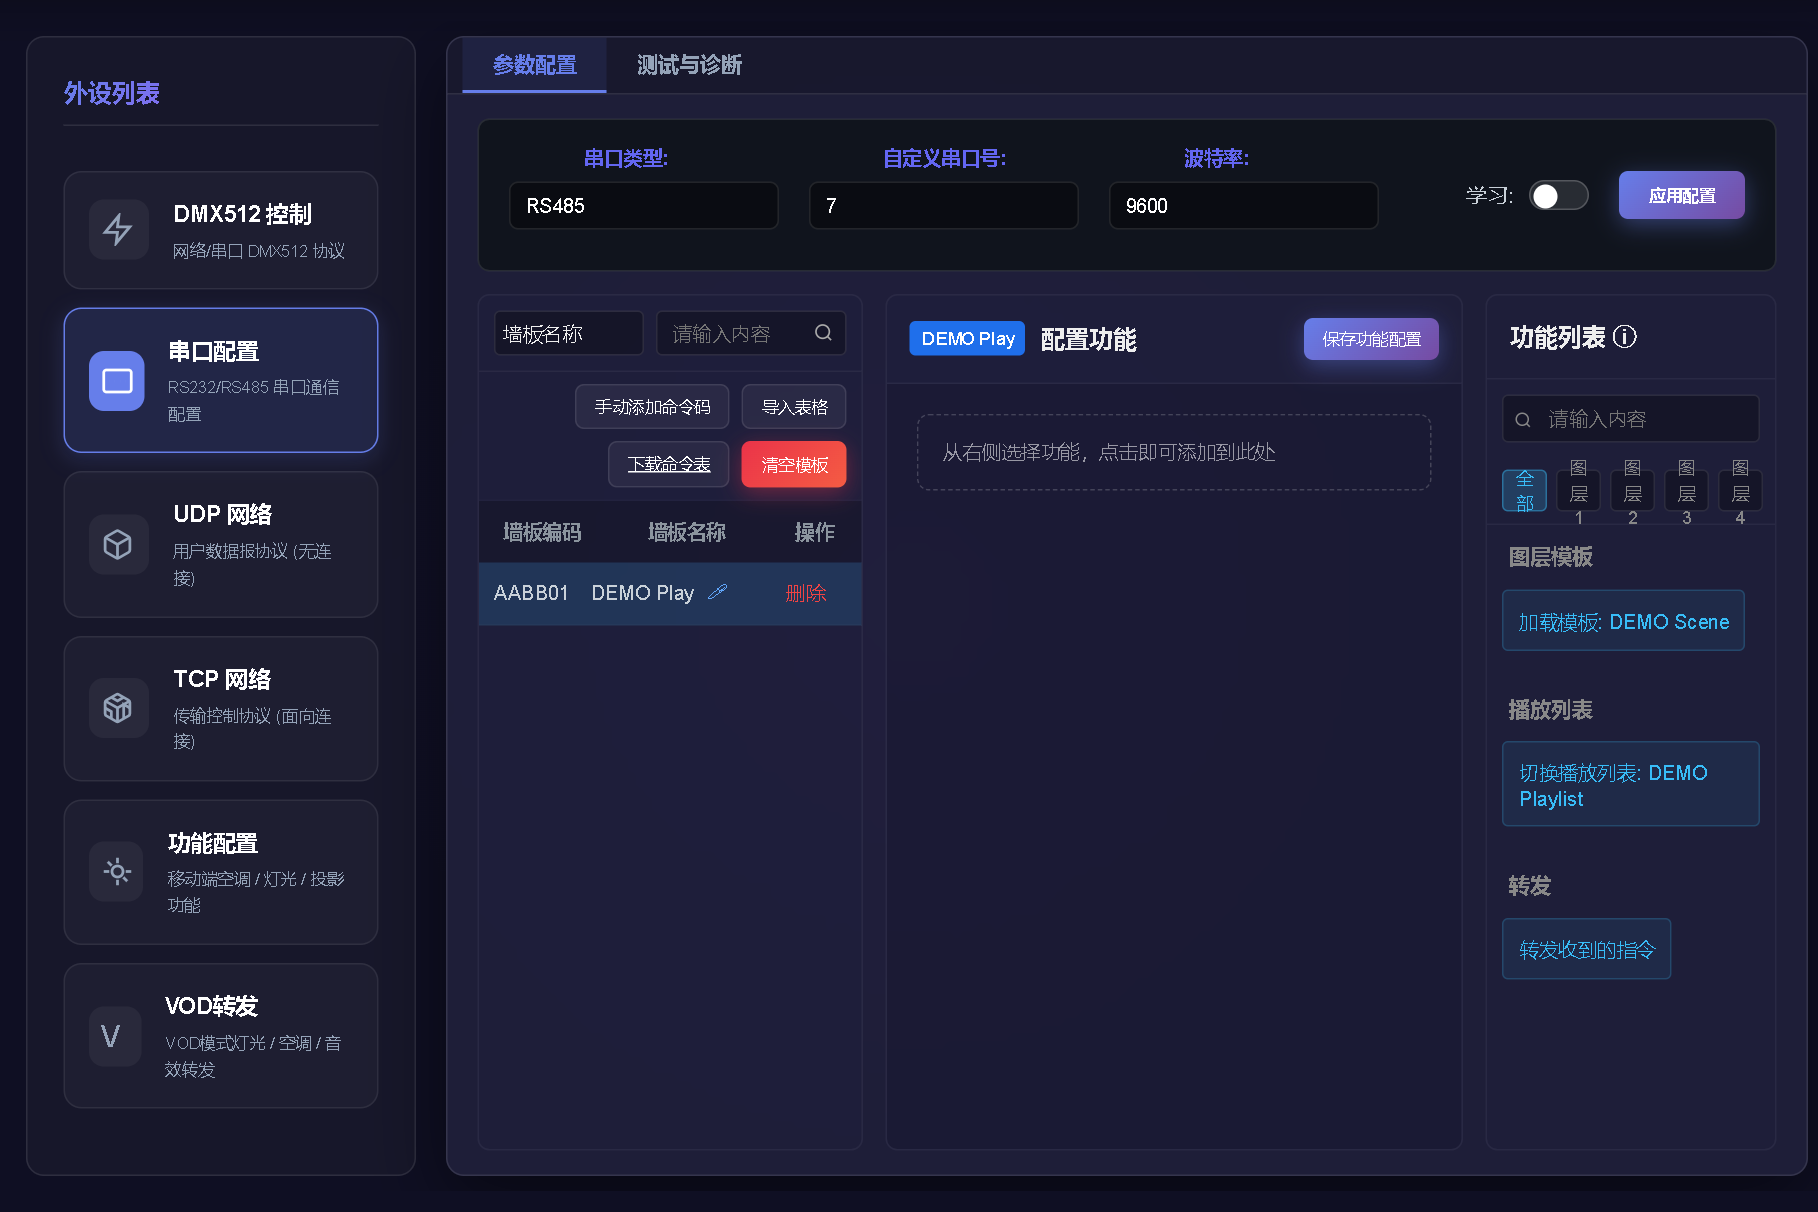 外设列表
DMX512 控制
网络/串口 DMX512 协议
串口配置
RS232/RS485 串口通信
配置
UDP 网络
用户数据报协议 (无连
接)
TCP 网络
传输控制协议 (面向连
接)
功能配置
移动端空调 / 灯光 / 投影
功能
V
VOD转发
VOD模式灯光 / 空调 / 音
效转发
参数配置
测试与诊断
串口类型:
自定义串口号:
波特率:
RS485
7
9600
学习:
应用配置
墙板名称
请输入内容
手动添加命令码
导入表格
下载命令表
清空模板
墙板编码
墙板名称
操作
AABB01
DEMO Play
删除
DEMO Play
配置功能
保存功能配置
从右侧选择功能，点击即可添加到此处
功能列表
请输入内容
全
部
图
层
1
图
层
2
图
层
3
图
层
4
图层模板
加载模板: DEMO Scene
播放列表
切换播放列表: DEMO
Playlist
转发
转发收到的指令